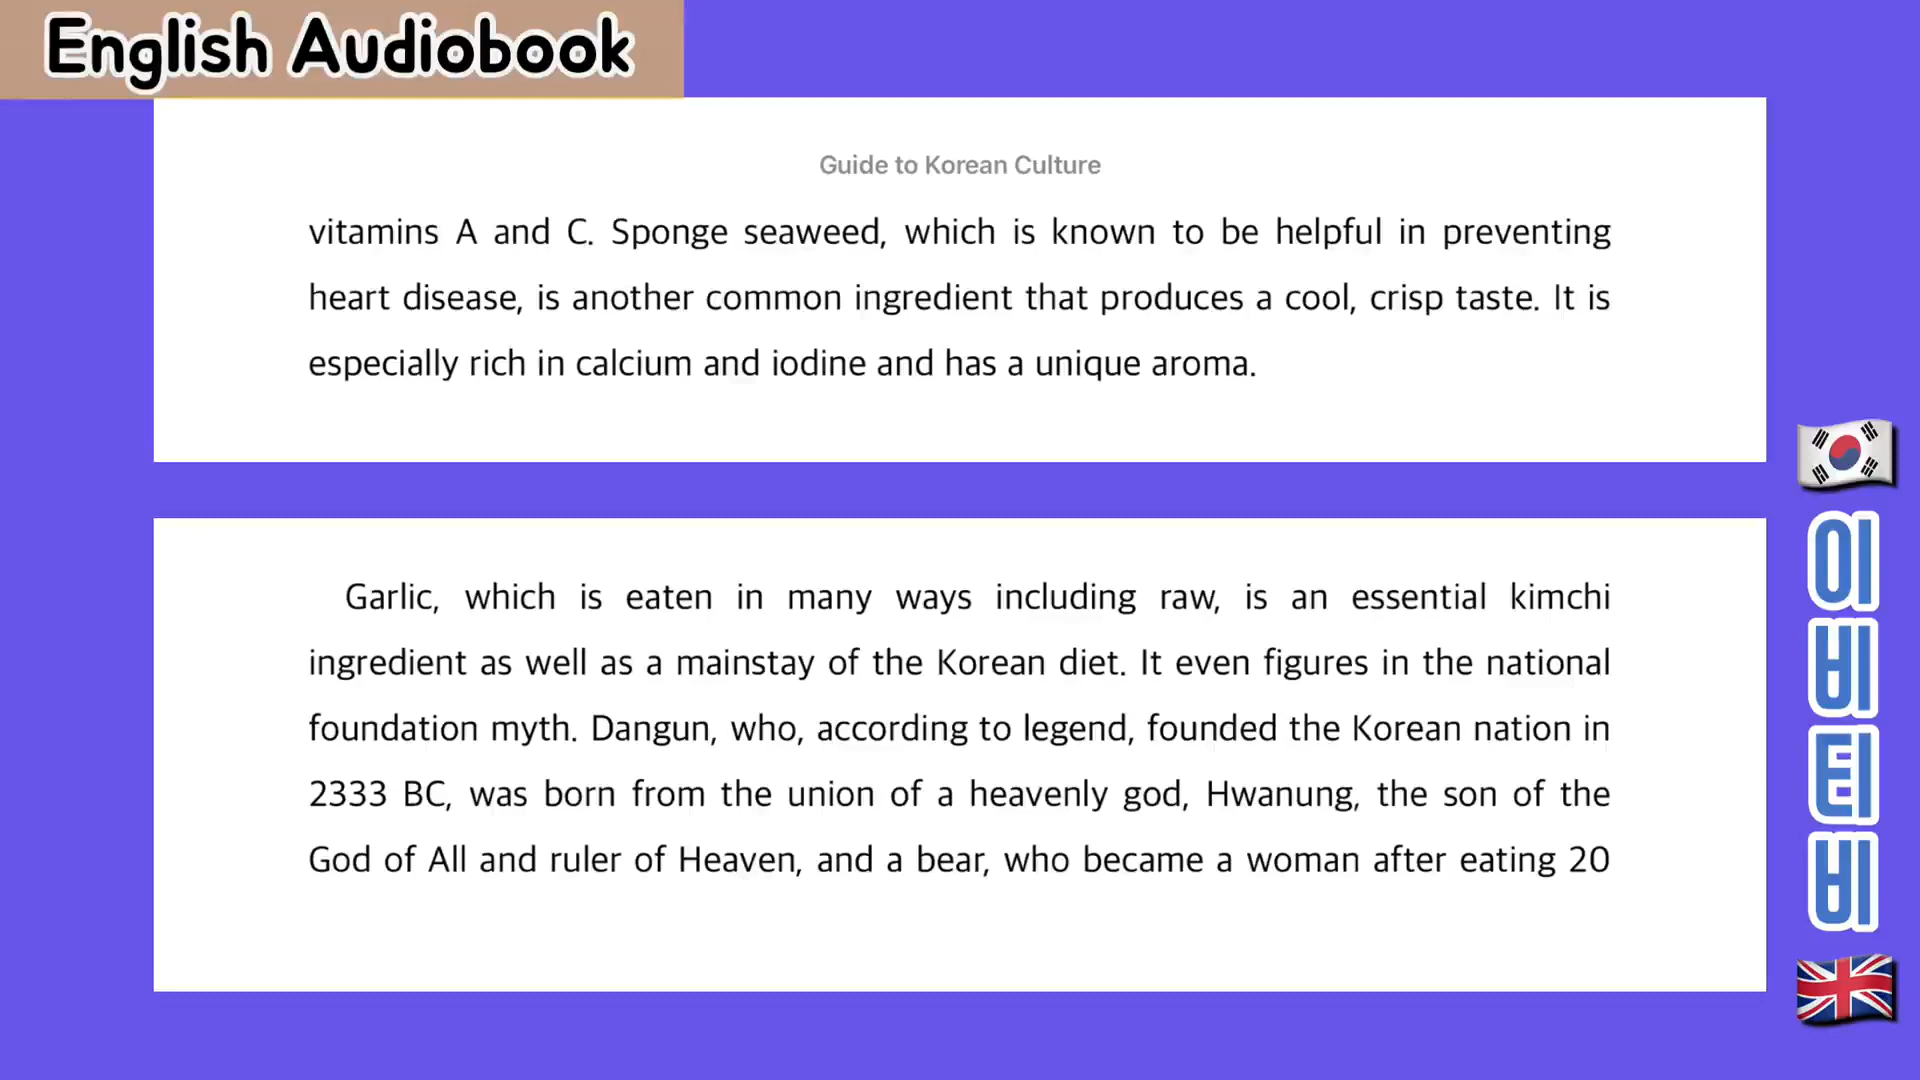 English Audiobook
Guide to Korean Culture
vitamins A and C. Sponge seaweed, which is known to be helpful in preventing
heart disease, is another common ingredient that produces a cool, crisp taste. It is
especially rich in calcium and iodine and has a unique aroma.
Garlic, which is eaten in many ways including raw, is an essential kimchi
ingredient as well as a mainstay of the Korean diet. It even figures in the national
foundation myth. Dangun, who, according to legend, founded the Korean nation in
2333 BC, was born from the union of a heavenly god, Hwanung, the son of the
God of All and ruler of Heaven, and a bear, who became a woman after eating 20
이비티비